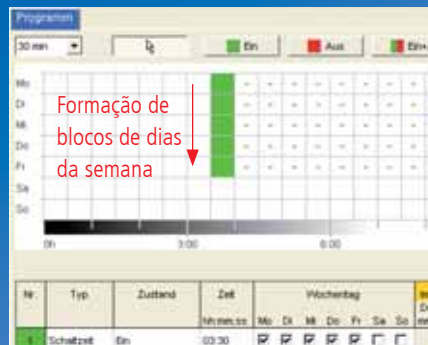 Programm
30 min
Ein
Aus
Ein
Mo
Di
Mi
Do
Fr
Sa
So
Formação de
blocos de dias
da semana
0h 3:00 6:00
Nr. Typ Zustand Zeit Wochentag
hh:mm:ss Mo Di Mi Do Fr Sa So
1 Schaltzeit Ein 03:30